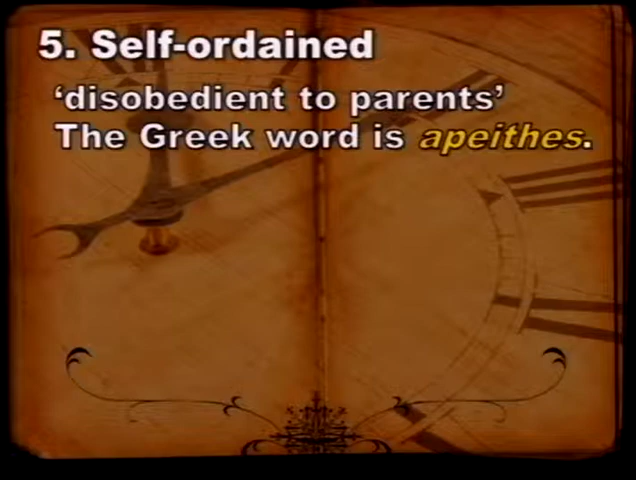 5. Self-ordained
‘disobedient to parents’
The Greek word is apeithes.